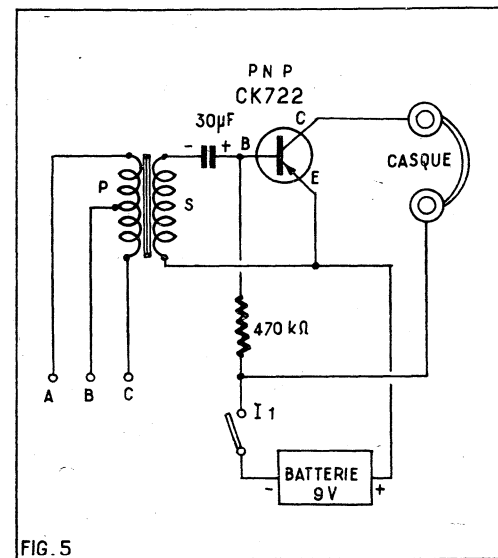 P N P
CK722
30µF
- +
B
C
E
CASQUE
P
S
470 kΩ
A
B
C
I 1
BATTERIE
9V
- +
FIG. 5